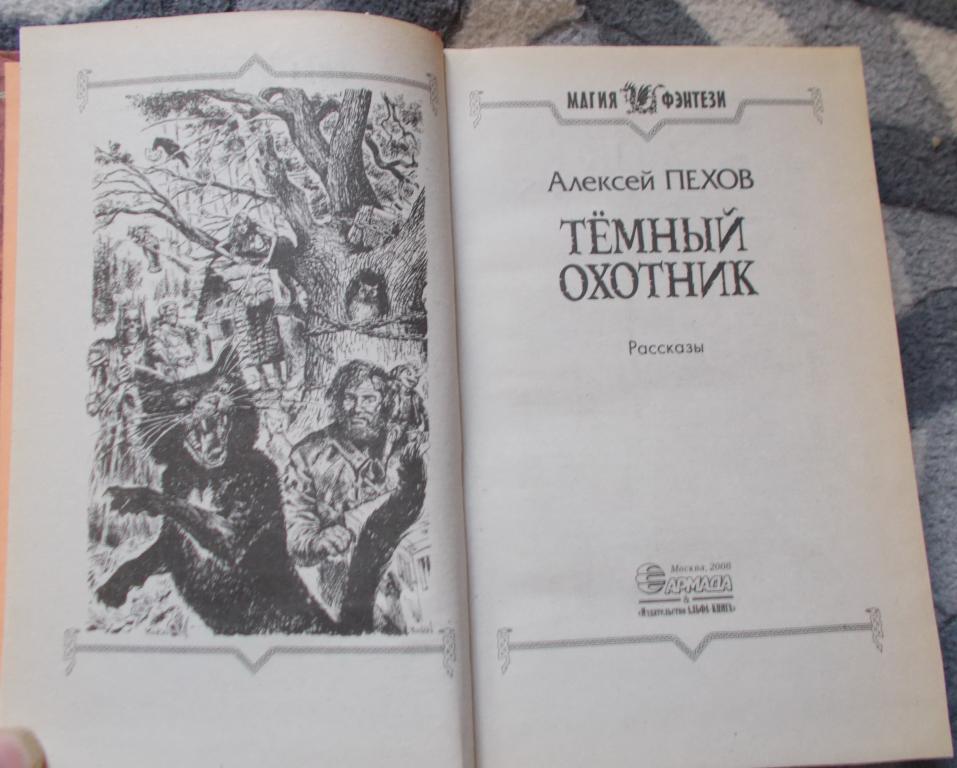 МАГИЯ ФЭНТЕЗИ
Алексей ПЕХОВ
ТЁМНЫЙ
ОХОТНИК
Рассказы
Москва, 2006
АРМАДА
&
«Издательство АЛЬФА-КНИГА»